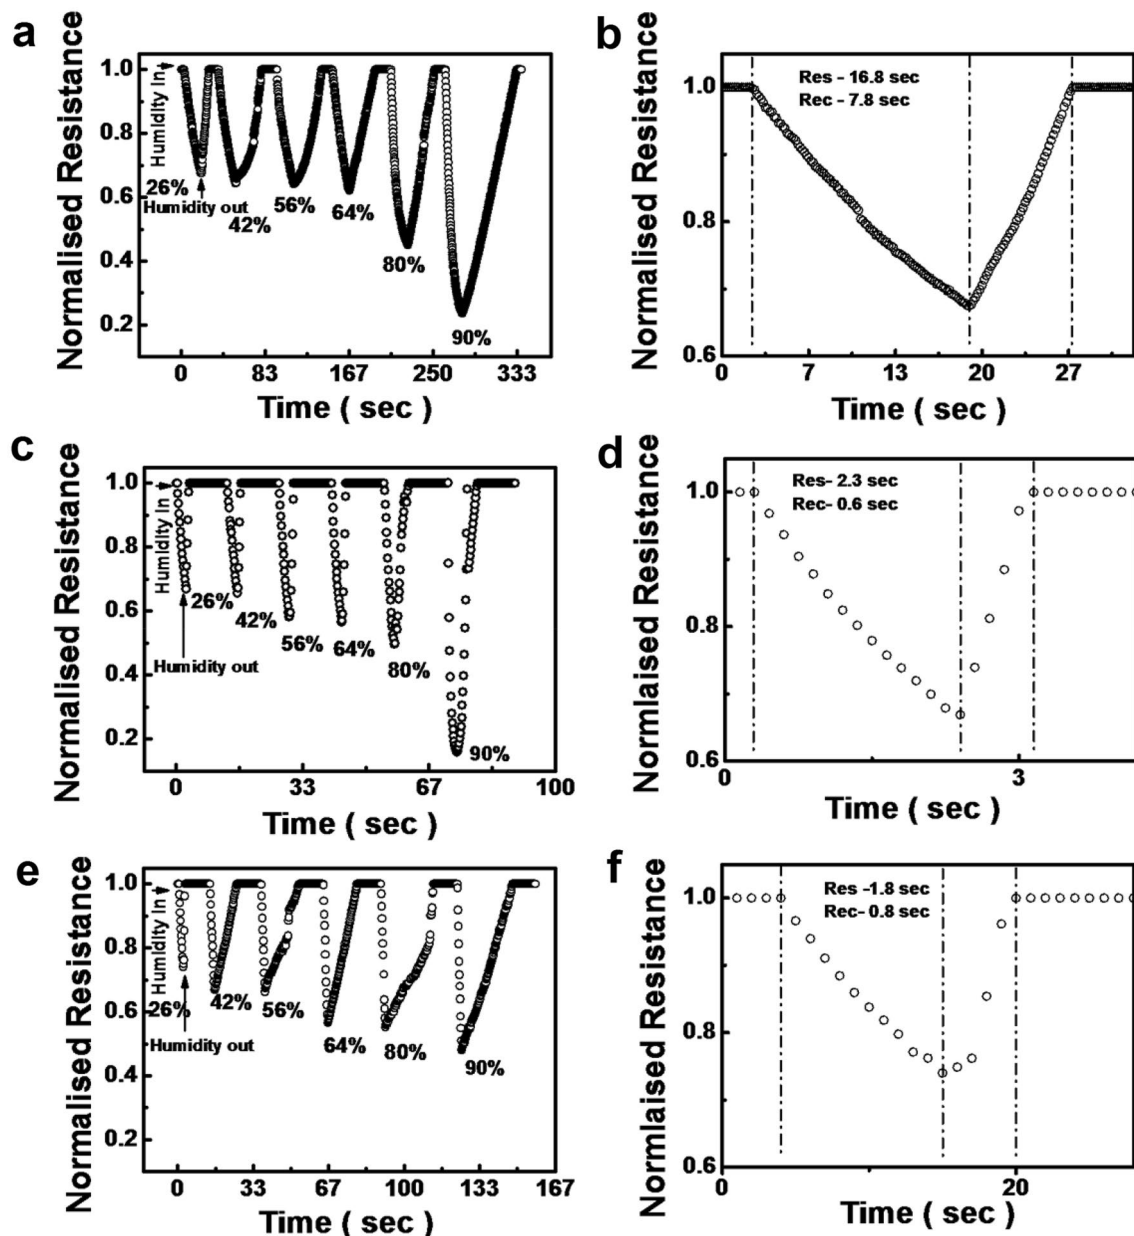 a
Normalised Resistance
1.0
0.8
0.6
0.4
0.2
Humidity In
26%
Humidity out
42%
56%
64%
80%
90%
0 83 167 250 333
Time ( sec )
b
Normalised Resistance
1.0
0.8
0.6
Res - 16.8 sec
Rec - 7.8 sec
0 7 13 20 27
Time ( sec )
c
Normalised Resistance
1.0
0.8
0.6
0.4
0.2
Humidity In
26%
Humidity out
42%
56%
64%
80%
90%
0 33 67 100
Time ( sec )
d
Normlaised Resistance
1.0
0.8
0.6
Res- 2.3 sec
Rec- 0.6 sec
0 3
Time ( sec )
e
Normalised Resistance
1.0
0.8
0.6
0.4
0.2
Humidity In
26%
Humidity out
42%
56%
64%
80%
90%
0 33 67 100 133 167
Time ( sec )
f
Normlaised Resistance
1.0
0.8
0.6
Res -1.8 sec
Rec- 0.8 sec
0 20
Time ( sec )